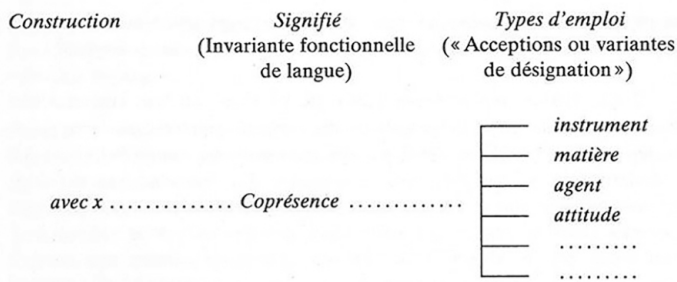 Construction Signifié Types d'emploi
(Invariante fonctionnelle (« Acceptions ou variantes
de langue) de désignation »)
instrument
matière
agent
avec x .............. Coprésence .............
attitude
.........
.........